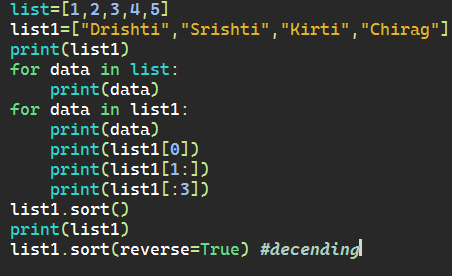 list=[1,2,3,4,5]
list1=["Drishti","Srishti","Kirti","Chirag"]
print(list1)
for data in list:
    print(data)
for data in list1:
    print(data)
    print(list1[0])
    print(list1[1:])
    print(list1[:3])
list1.sort()
print(list1)
list1.sort(reverse=True) #decending